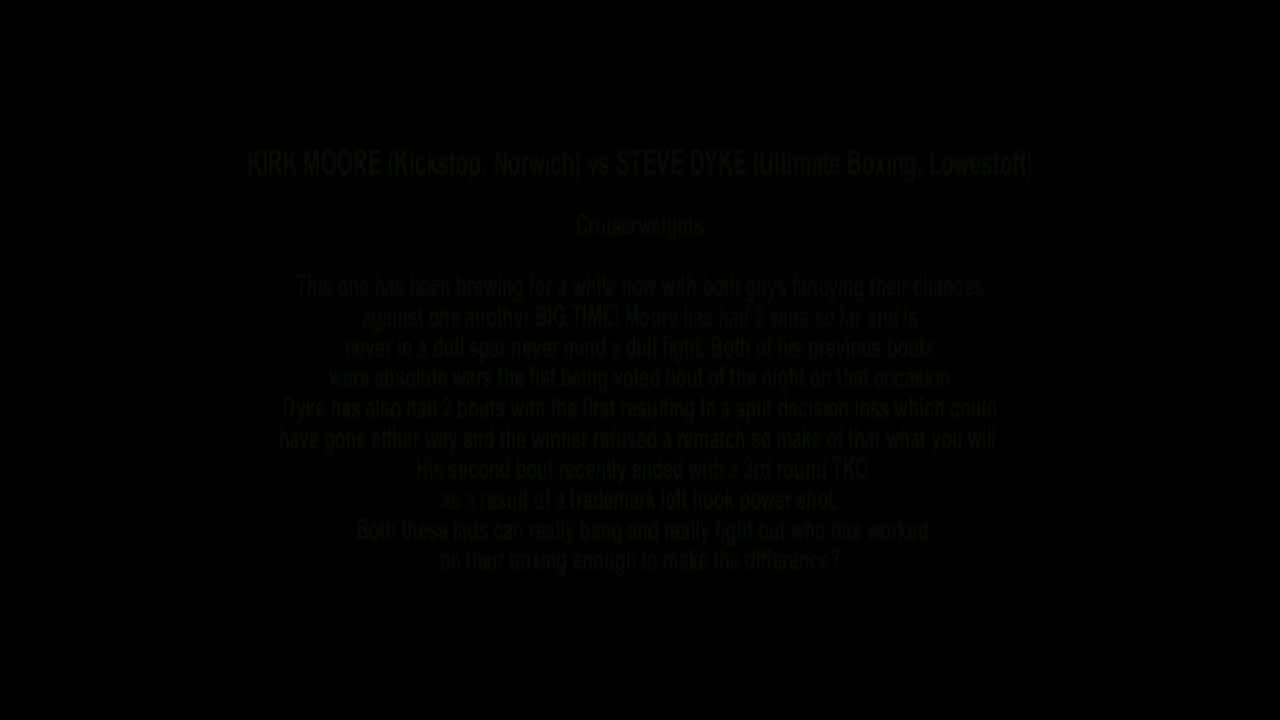 KIRK MOORE (Kickstop, Norwich) vs STEVE DYKE (Ultimate Boxing, Lowestoft)
Cruiserweights
This one has been brewing for a while now with both guys fancying their chances
against one another BIG TIME! Moore has had 2 wins so far and is
never in a dull spar never mind a dull fight. Both of his previous bouts
were absolute wars the fist being voted bout of the night on that occasion
Dyke has also had 2 bouts with the first resulting in a split decision loss which could
have gone either way and the winner refused a rematch so make of that what you will
His second bout recently ended with a 3rd round TKO
as a result of a trademark left hook power shot.
Both these lads can really bang and really fight but who has worked
on their boxing enough to make the difference?